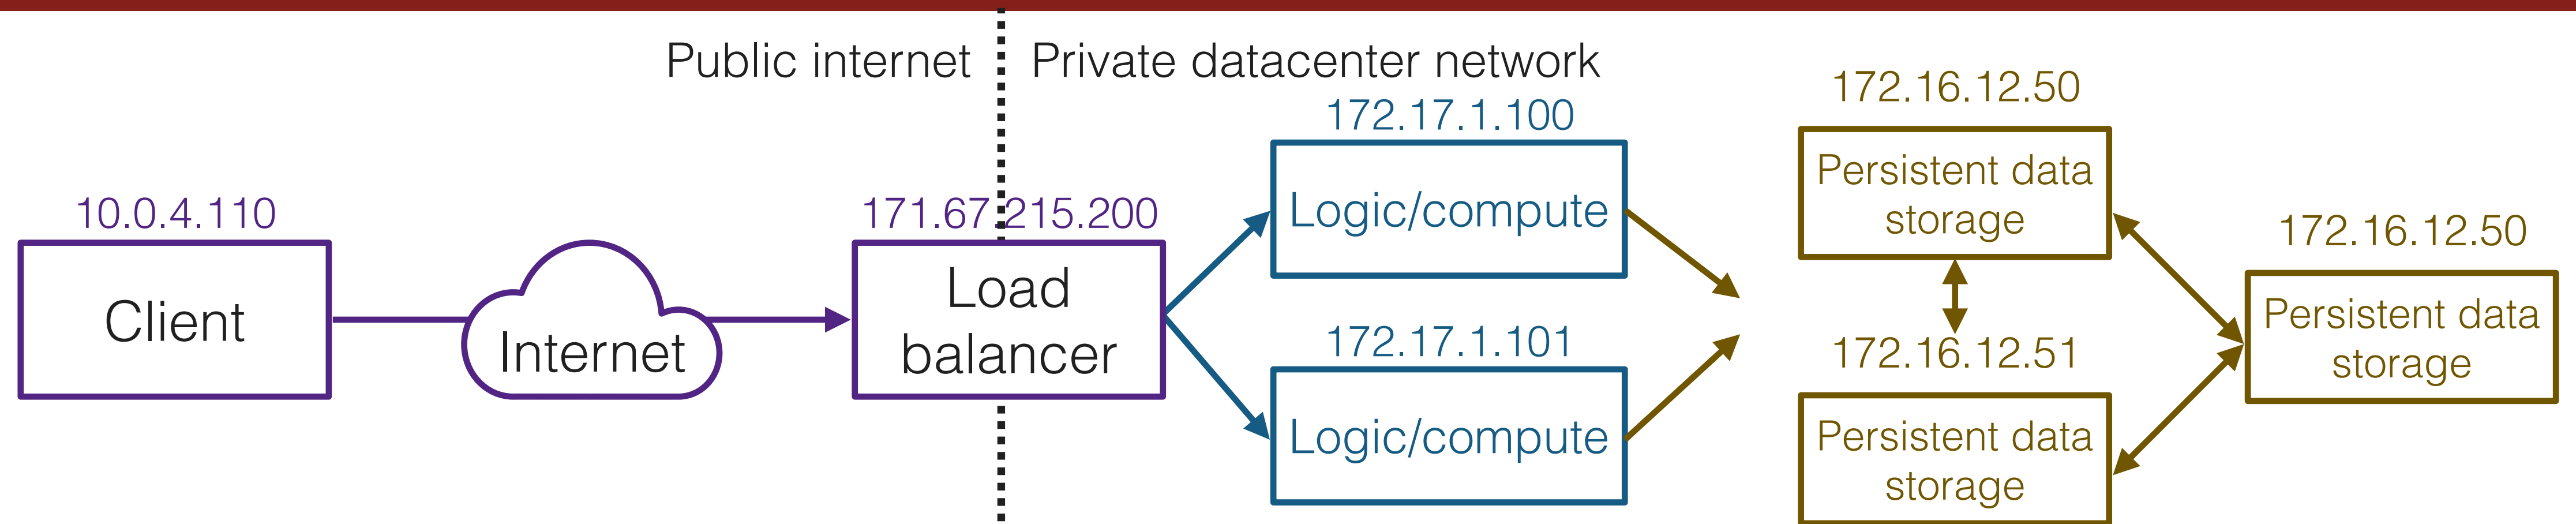 Public internet
Private datacenter network
10.0.4.110
Client
Internet
171.67.215.200
Load
balancer
172.17.1.100
Logic/compute
172.17.1.101
Logic/compute
172.16.12.50
Persistent data
storage
172.16.12.51
Persistent data
storage
172.16.12.50
Persistent data
storage